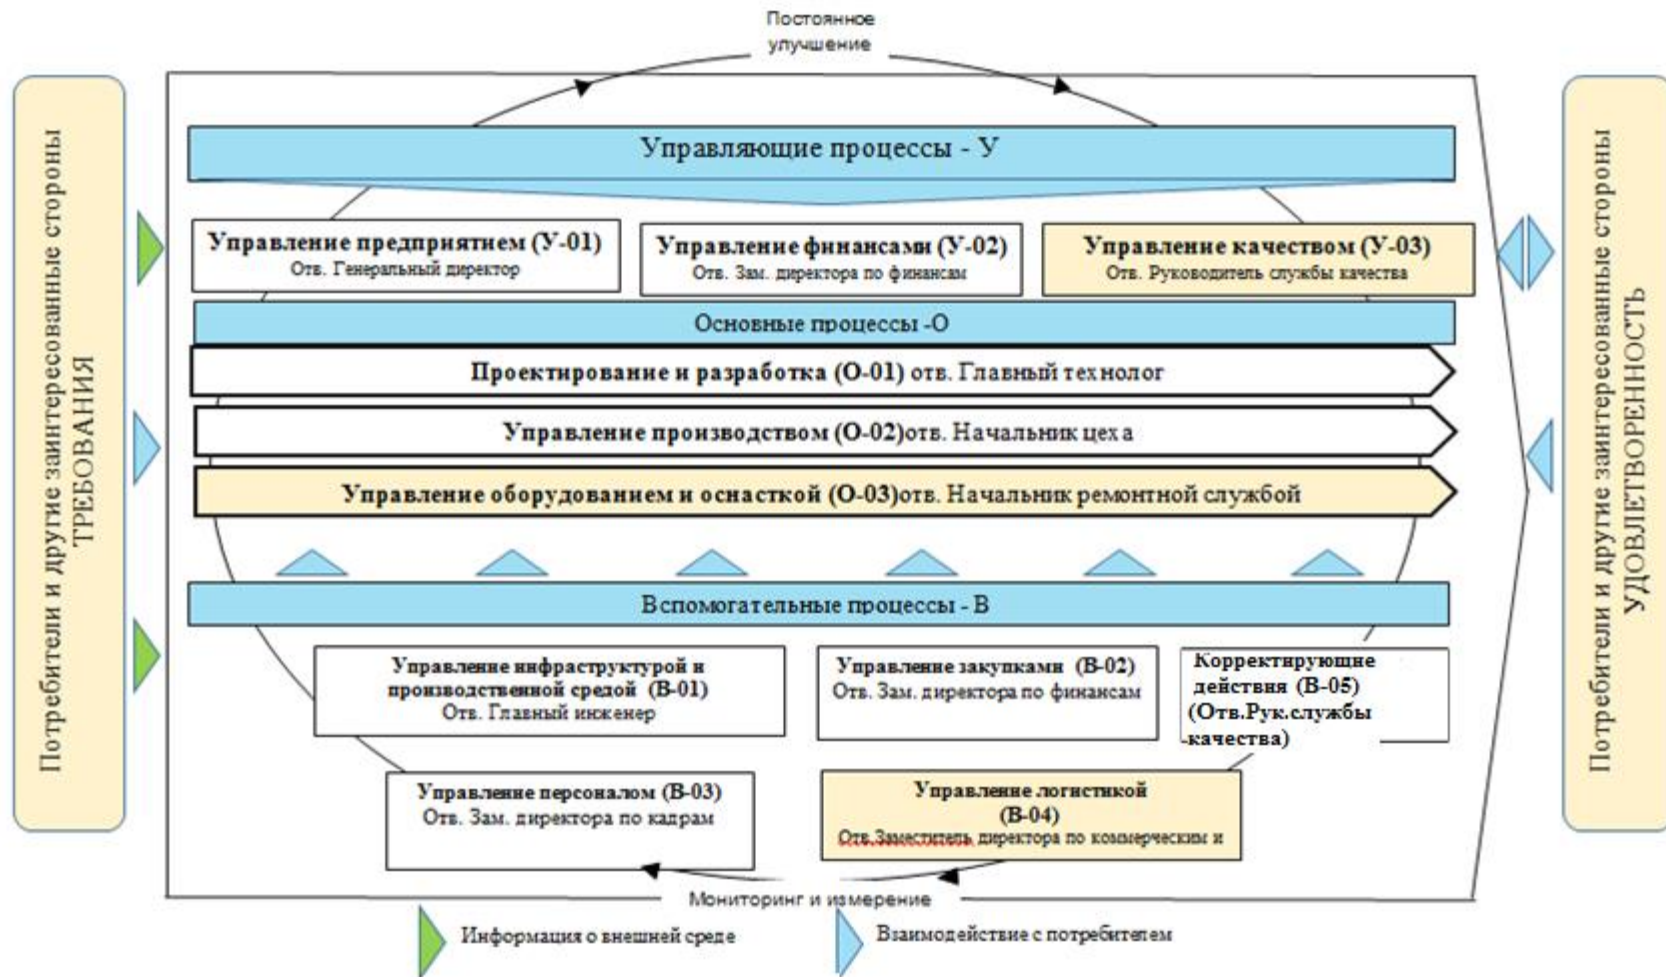 Постоянное
улучшение
Потребители и другие заинтересованные стороны
ТРЕБОВАНИЯ
Управляющие процессы - У
Управление предприятием (У-01)
Отв. Генеральный директор
Управление финансами (У-02)
Отв. Зам. директора по финансам
Управление качеством (У-03)
Отв. Руководитель службы качества
Основные процессы -О
Проектирование и разработка (О-01) отв. Главный технолог
Управление производством (О-02)отв. Начальник цеха
Управление оборудованием и оснасткой (О-03)отв. Начальник ремонтной службой
Вспомогательные процессы - В
Управление инфраструктурой и
производственной средой (В-01)
Отв. Главный инженер
Управление закупками (В-02)
Отв. Зам. директора по финансам
Корректирующие
действия (В-05)
(Отв.Рук.службы
качества)
Управление персоналом (В-03)
Отв. Зам. директора по кадрам
Управление логистикой
(В-04)
Отв.Заместитель директора по коммерческим и
Потребители и другие заинтересованные стороны
УДОВЛЕТВОРЕННОСТЬ
Мониторинг и измерение
Информация о внешней среде
Взаимодействие с потребителем